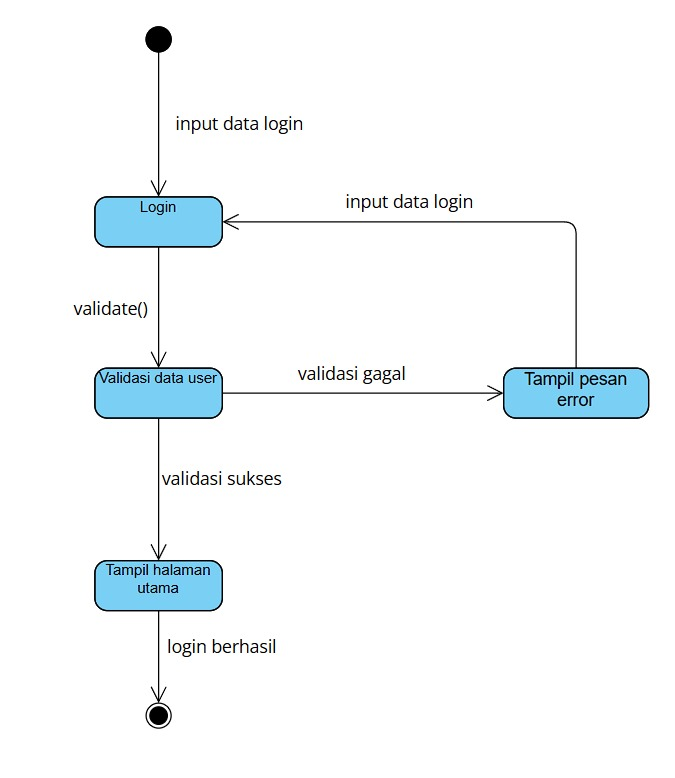 input data login
Login
input data login
validate()
Validasi data user
validasi gagal
Tampil pesan
error
validasi sukses
Tampil halaman
utama
login berhasil